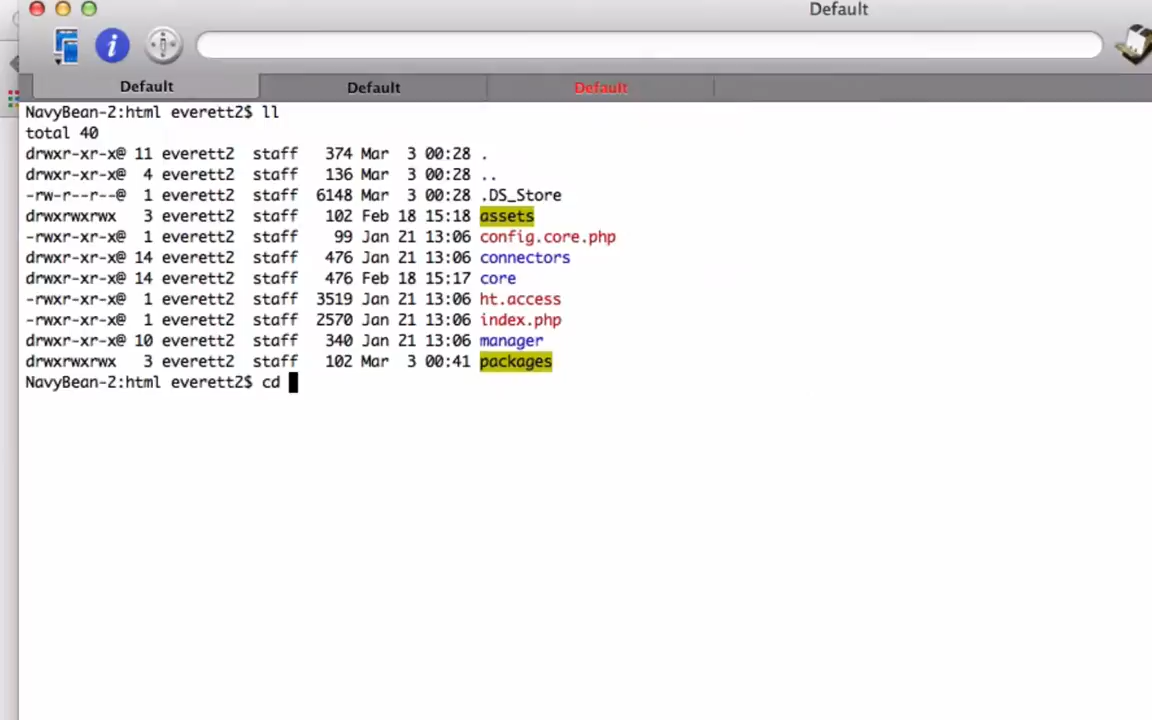 Default
Default Default Default
NavyBean-2:html everett2$ ll
total 40
drwxr-xr-x@ 11 everett2  staff   374 Mar  3 00:28 .
drwxr-xr-x@  4 everett2  staff   136 Mar  3 00:28 ..
-rw-r--r--@  1 everett2  staff  6148 Mar  3 00:28 .DS_Store
drwxrwxrwx   3 everett2  staff   102 Feb 18 15:18 assets
-rwxr-xr-x@  1 everett2  staff    99 Jan 21 13:06 config.core.php
drwxr-xr-x@ 14 everett2  staff   476 Jan 21 13:06 connectors
drwxr-xr-x@ 14 everett2  staff   476 Feb 18 15:17 core
-rwxr-xr-x@  1 everett2  staff  3519 Jan 21 13:06 ht.access
-rwxr-xr-x@  1 everett2  staff  2570 Jan 21 13:06 index.php
drwxr-xr-x@ 10 everett2  staff   340 Jan 21 13:06 manager
drwxrwxrwx   3 everett2  staff   102 Mar  3 00:41 packages
NavyBean-2:html everett2$ cd